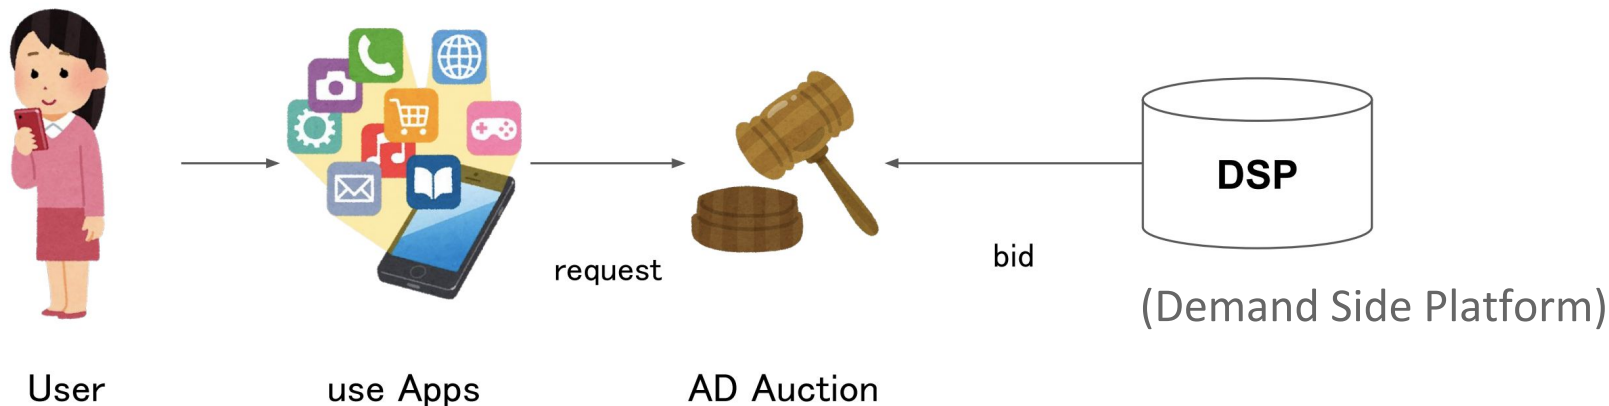 DSP
request
bid
(Demand Side Platform)
User
use Apps
AD Auction